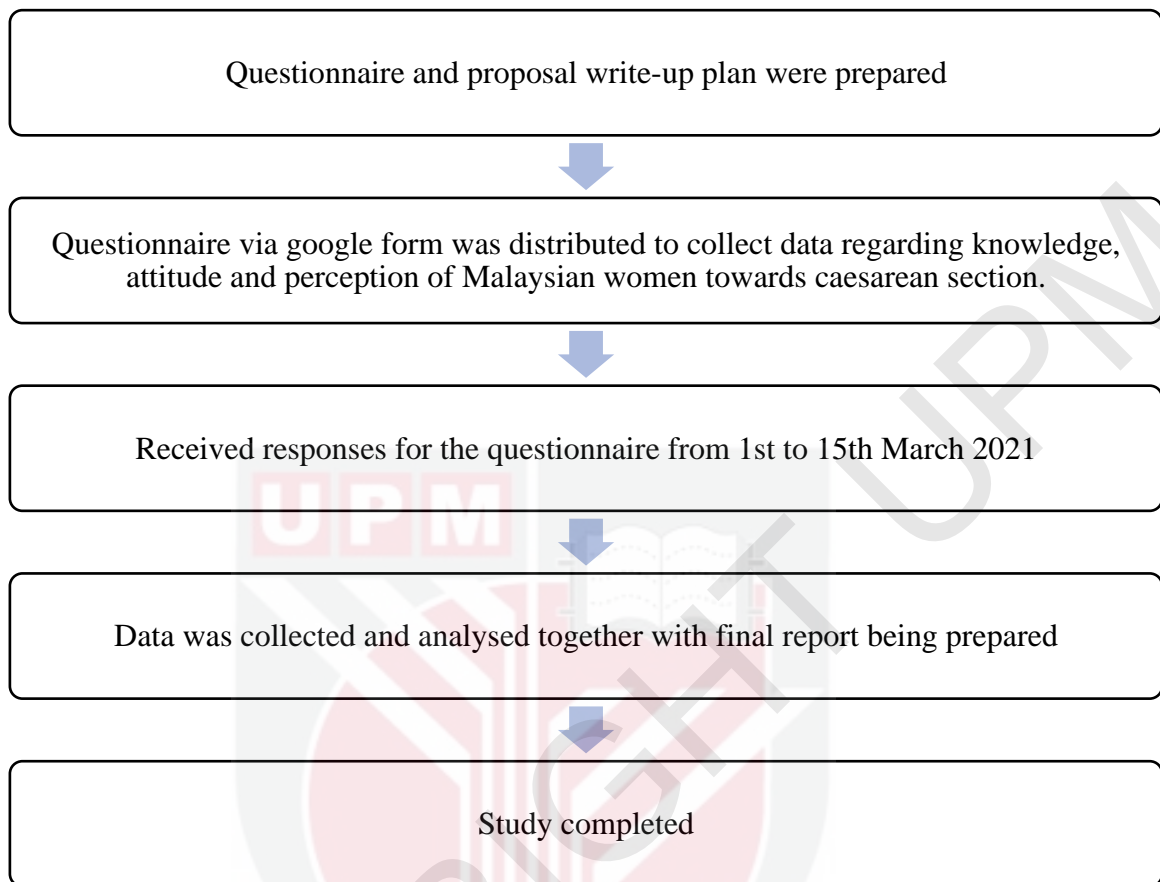 Questionnaire and proposal write-up plan were prepared
Questionnaire via google form was distributed to collect data regarding knowledge,
attitude and perception of Malaysian women towards caesarean section.
Received responses for the questionnaire from 1st to 15th March 2021
UPM
Data was collected and analysed together with final report being prepared
Study completed
RIGHT UPM